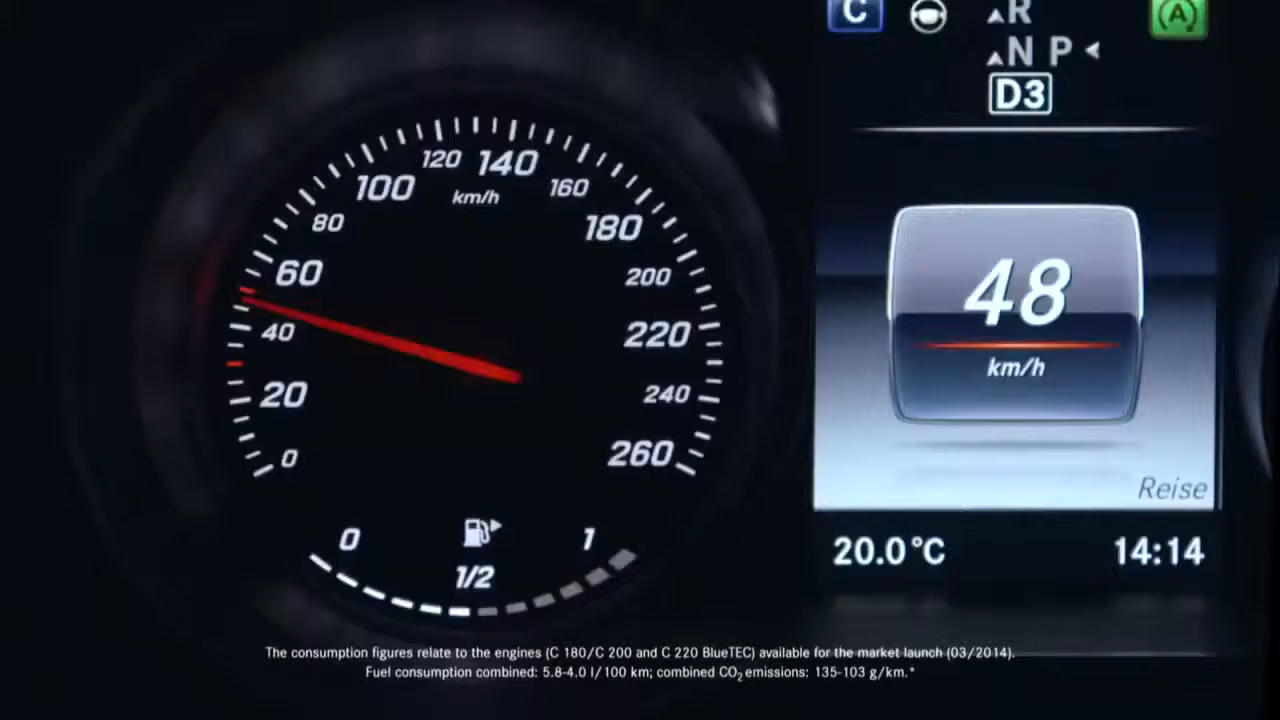 C
R
N P
D3
A
120 140
100 km/h 160
80 180
60 200
48
40 220
km/h
20 240
0 260
Reise
0 1
1/2
20.0°C 14:14
The consumption figures relate to the engines (C 180/C 200 and C 220 BlueTEC) available for the market launch (03/2014).
Fuel consumption combined: 5.8-4.0 l/100 km; combined CO₂ emissions: 135-103 g/km.*